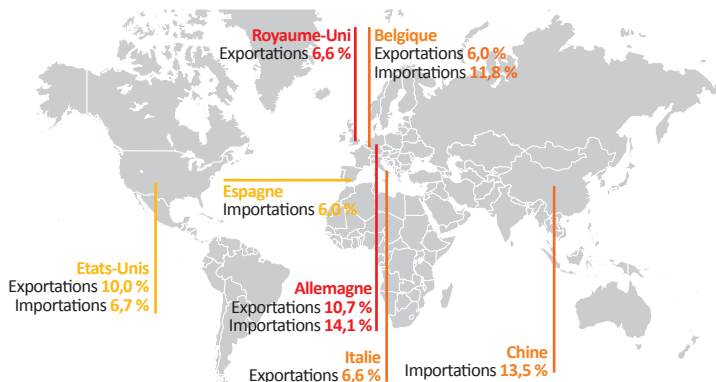 Royaume-Uni
Exportations 6,6 %
Belgique
Exportations 6,0 %
Importations 11,8 %
Espagne
Importations 6,0 %
Etats-Unis
Exportations 10,0 %
Importations 6,7 %
Allemagne
Exportations 10,7 %
Importations 14,1 %
Italie
Exportations 6,6 %
Chine
Importations 13,5 %